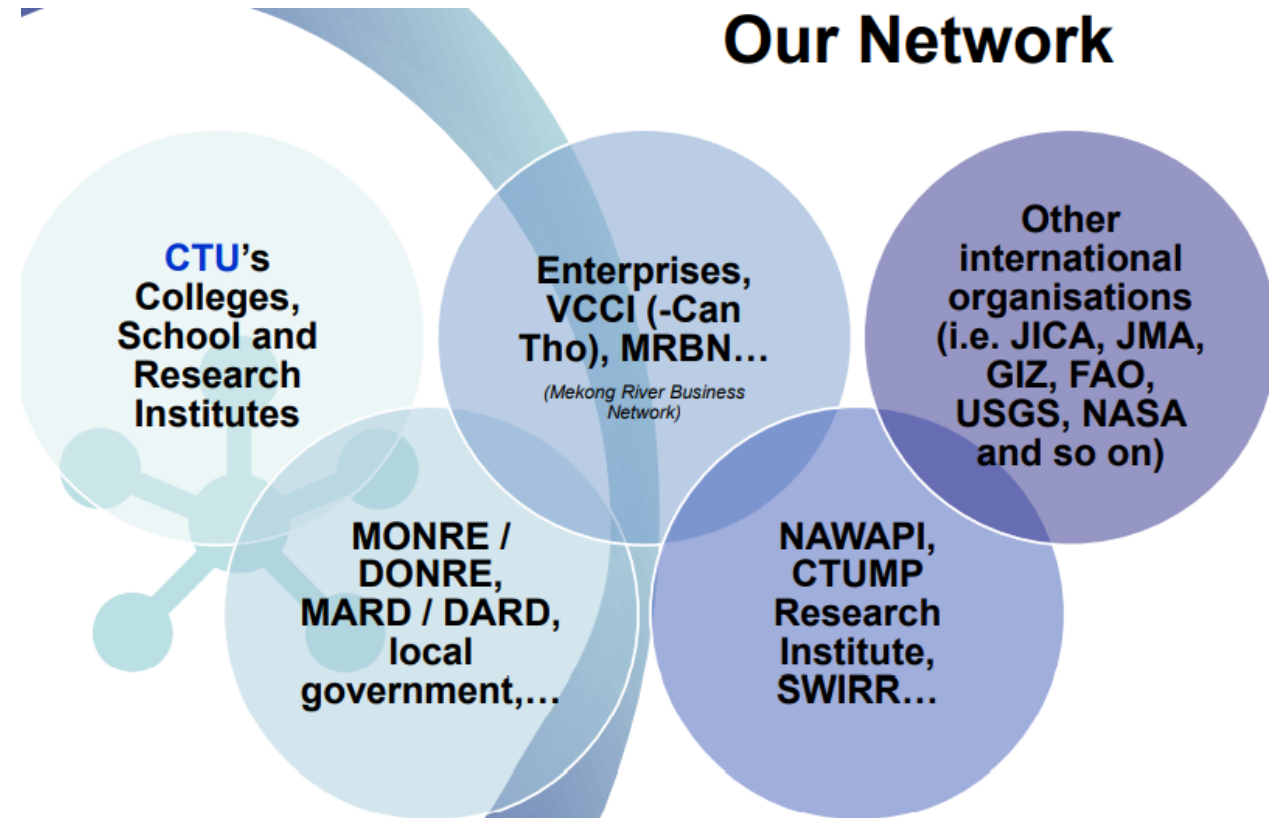 Our Network
CTU’s
Colleges,
School and
Research
Institutes
Enterprises,
VCCI (-Can
Tho), MRBN…
(Mekong River Business
Network)
Other
international
organisations
(i.e. JICA, JMA,
GIZ, FAO,
USGS, NASA
and so on)
MONRE /
DONRE,
MARD / DARD,
local
government,…
NAWAPI,
CTUMP
Research
Institute,
SWIRR…